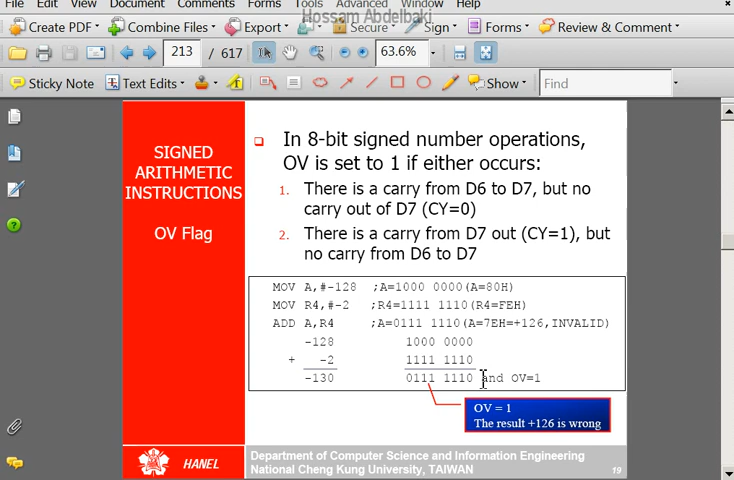 File Edit View Document Comments Forms Tools Advanced Window Help
Hossam Abdelbaki
Create PDF Combine Files Export Secure Sign Forms Review & Comment
213 / 617 63.6%
Sticky Note Text Edits Show Find
SIGNED
ARITHMETIC
INSTRUCTIONS
OV Flag
In 8-bit signed number operations,
OV is set to 1 if either occurs:
1. There is a carry from D6 to D7, but no
carry out of D7 (CY=0)
2. There is a carry from D7 out (CY=1), but
no carry from D6 to D7
MOV A,#-128 ;A=1000 0000(A=80H)
MOV R4,#-2 ;R4=1111 1110(R4=FEH)
ADD A,R4 ;A=0111 1110(A=7EH=+126,INVALID)
-128 1000 0000
+ -2 1111 1110
-130 0111 1110 and OV=1
OV = 1
The result +126 is wrong
HANEL
Department of Computer Science and Information Engineering
National Cheng Kung University, TAIWAN
19